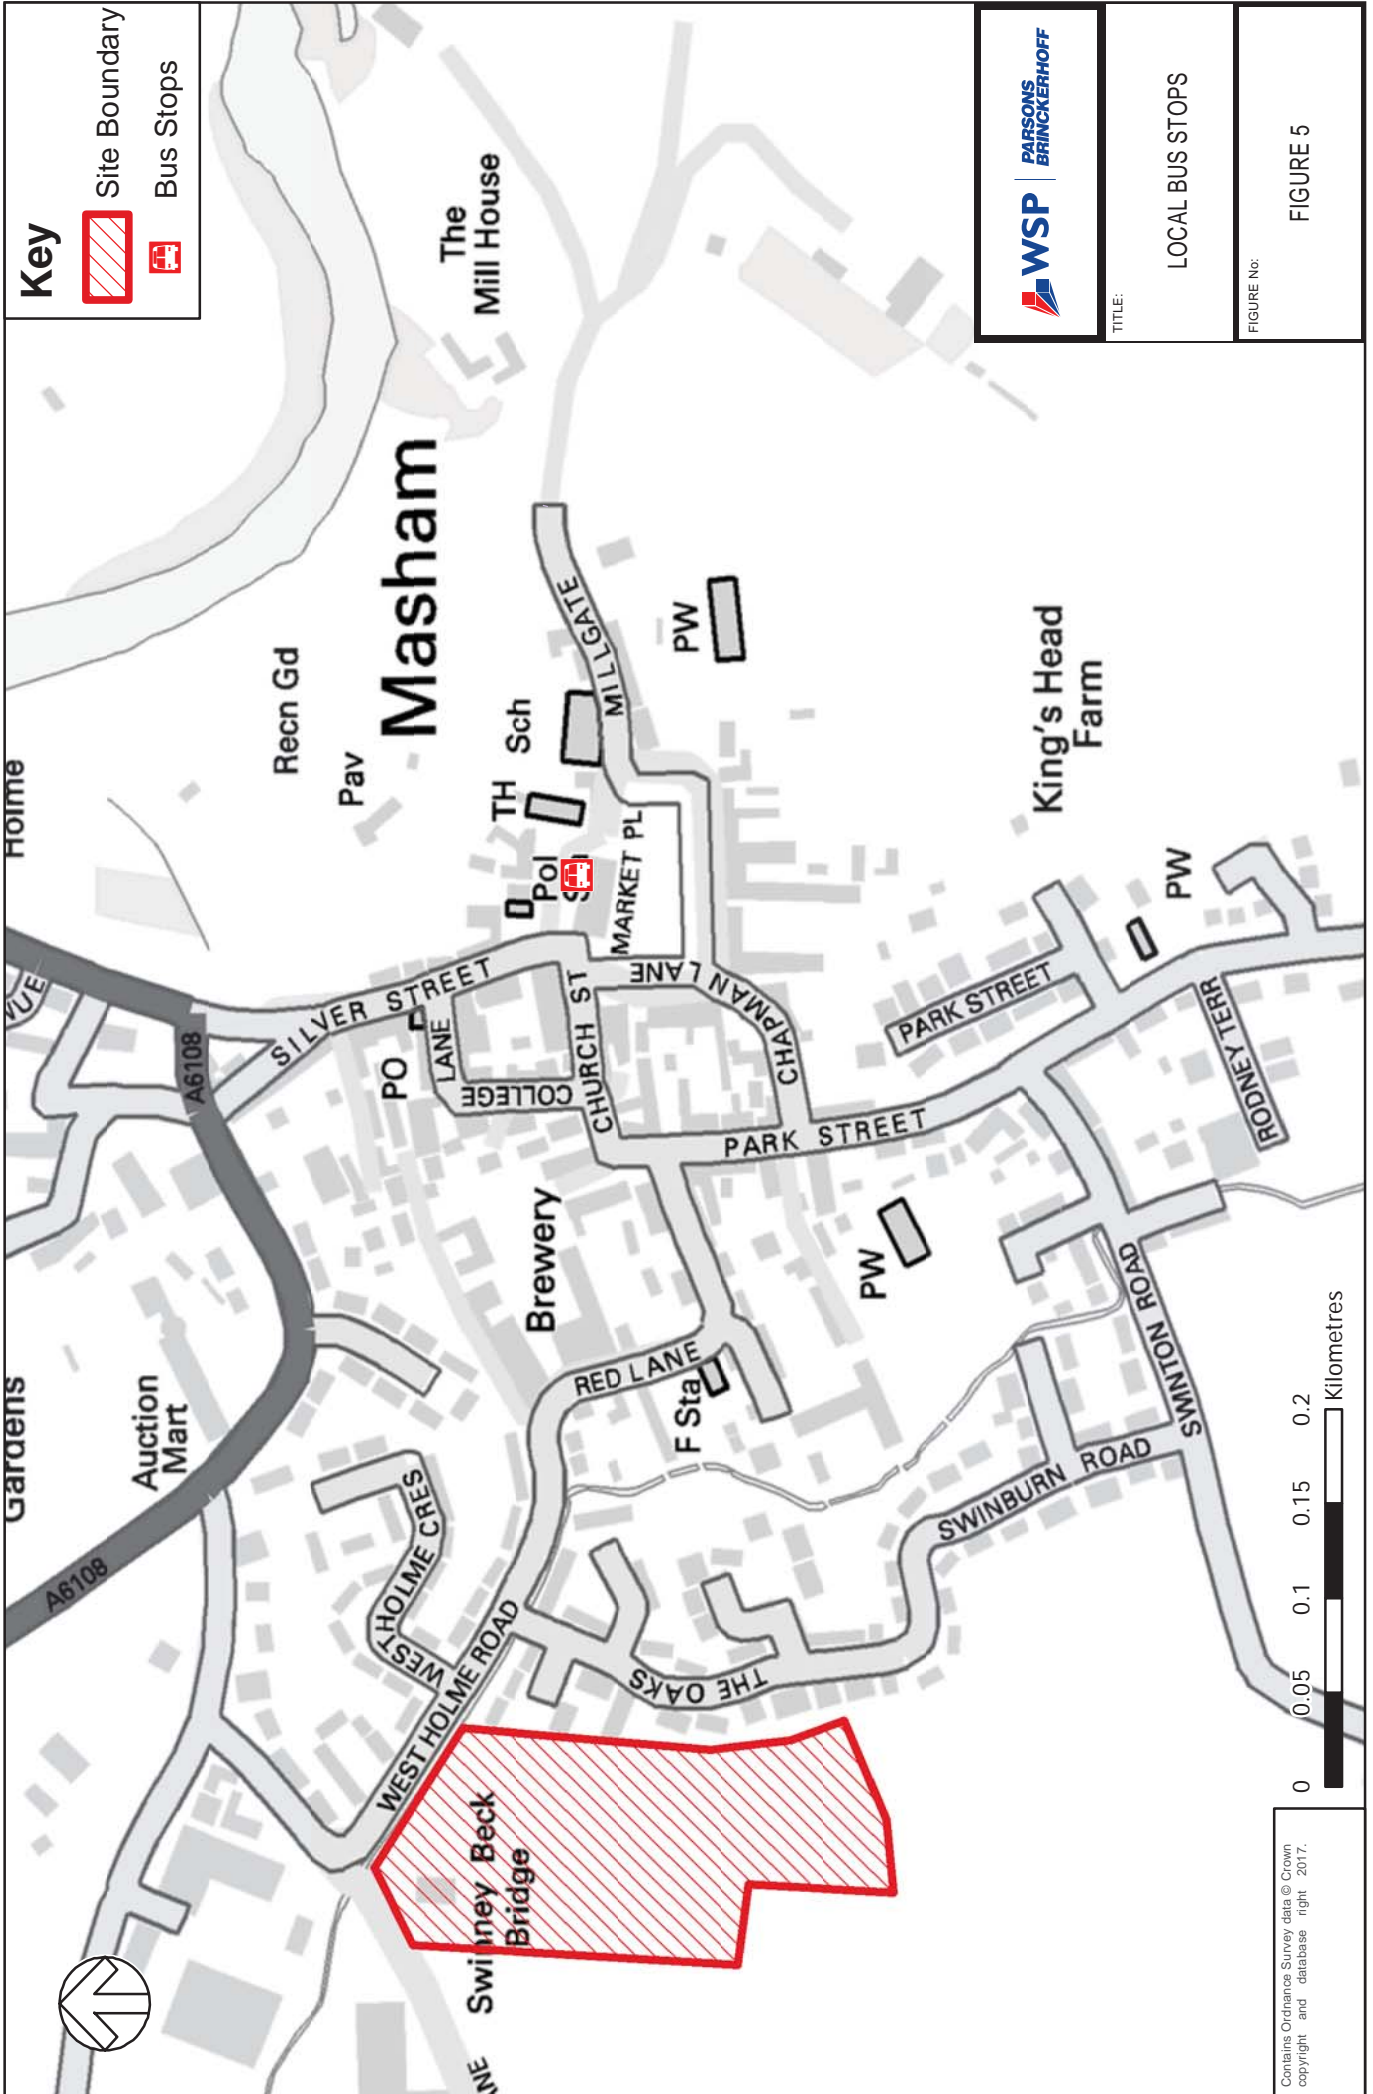 Key
Site Boundary
Bus Stops
Holme
Gardens
VUE
A6108
A6108
Auction
Mart
Recn Gd
Pav
Masham
The
Mill House
TH
Sch
Pol
MARKET PL
MILLGATE
PW
SILVER STREET
PO
COLLEGE
LANE
CHURCH ST
CHAPMAN
LANE
PARK STREET
PARK STREET
King's Head
Farm
PW
RODNEY TERR
PW
Brewery
RED LANE
F Sta
SWINTON ROAD
SWINBURN ROAD
THE OAKS
WESTHOLME CRES
WEST HOLME ROAD
Swinney Beck
Bridge
NE
0 0.05 0.1 0.15 0.2
Kilometres
Contains Ordnance Survey data © Crown
copyright and database right 2017.
WSP
PARSONS
BRINCKERHOFF
TITLE:
LOCAL BUS STOPS
FIGURE No:
FIGURE 5